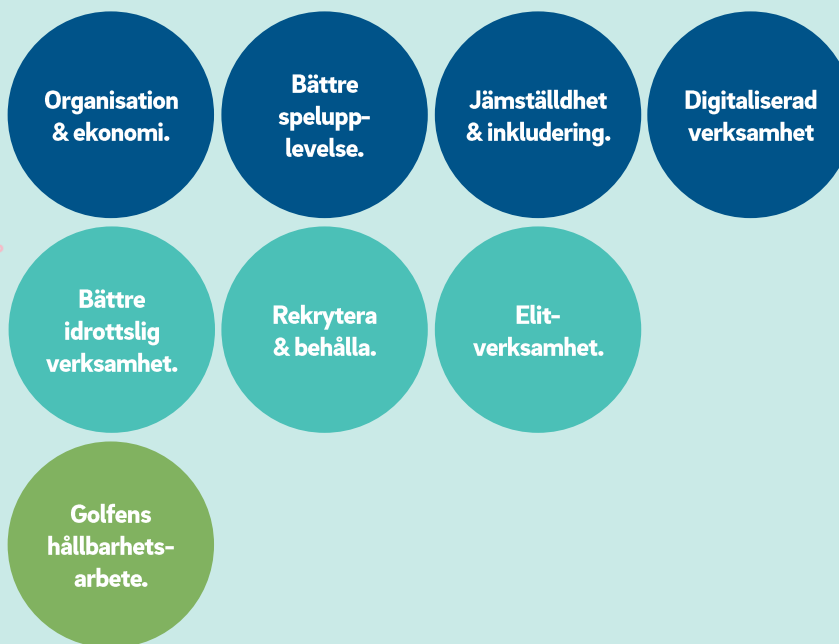 Organisation
& ekonomi.
Bättre
spelupp-
levelse.
Jämställdhet
& inkludering.
Digitaliserad
verksamhet
Bättre
idrottslig
verksamhet.
Rekrytera
& behålla.
Elit-
verksamhet.
Golfens
hållbarhets-
arbete.